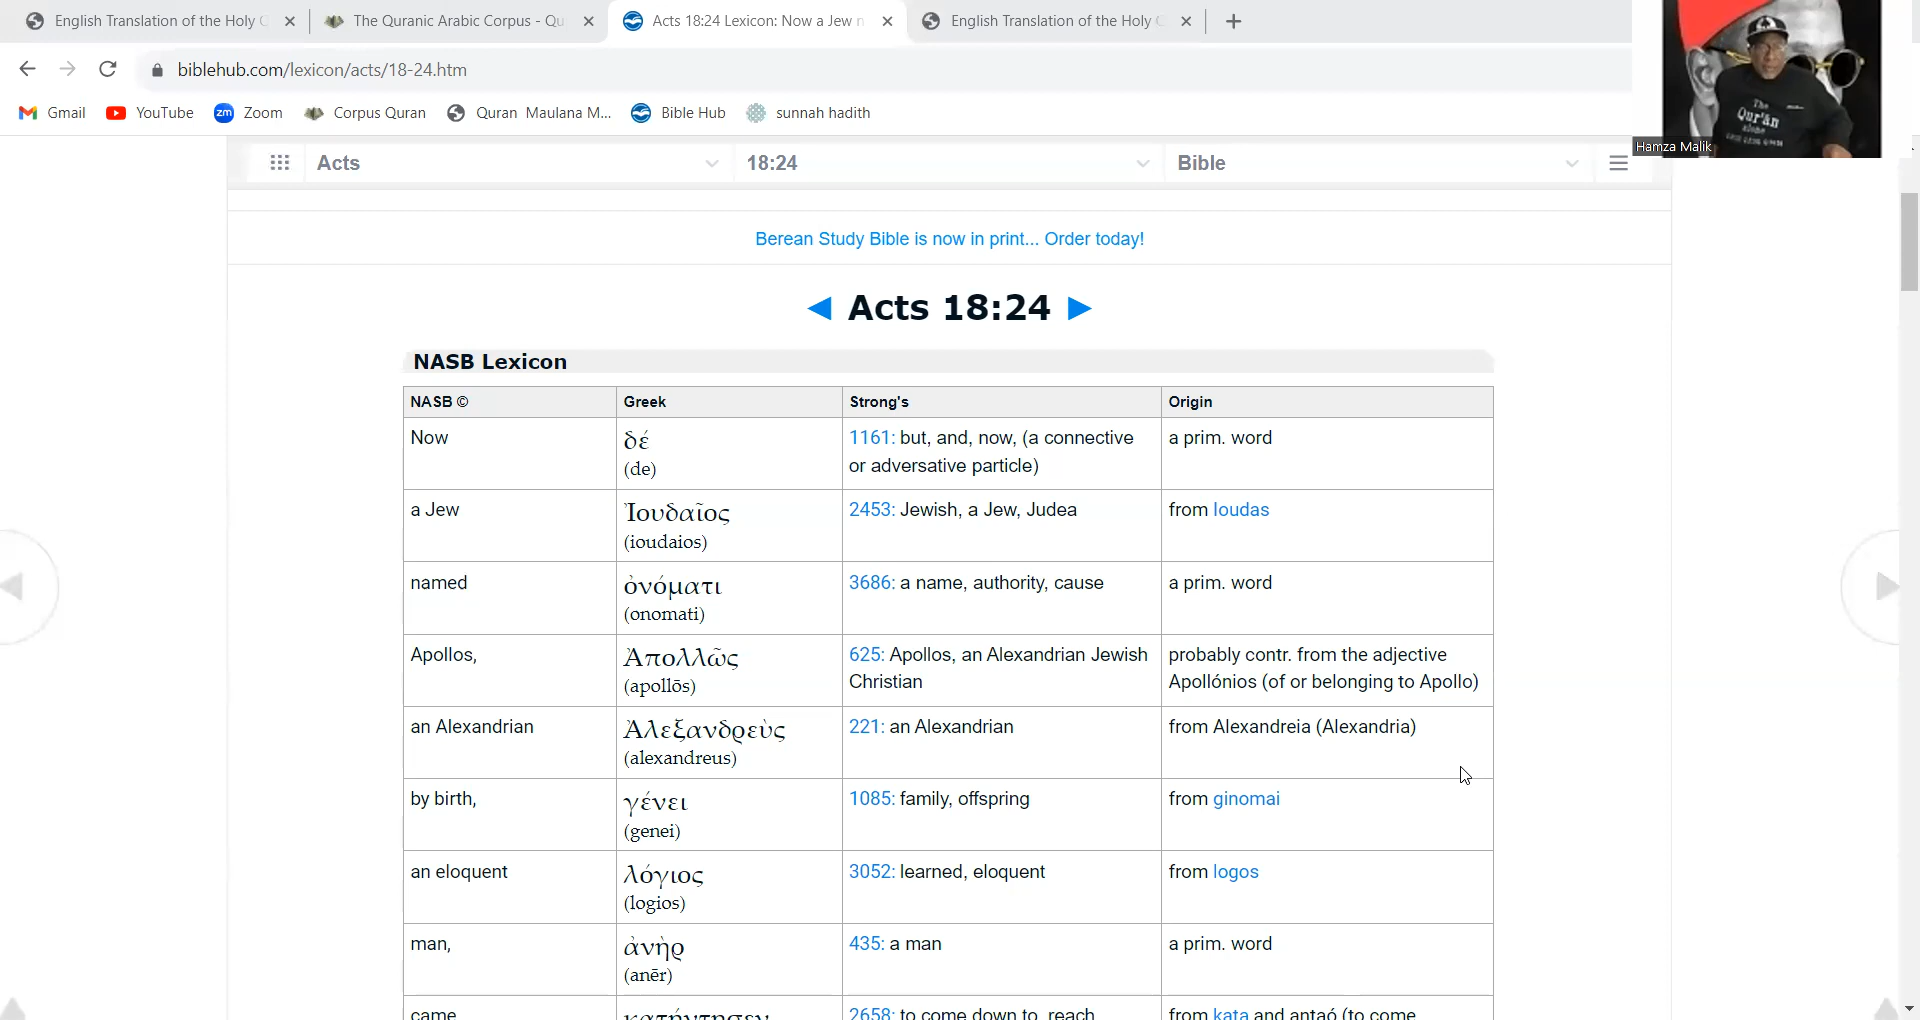 English Translation of the Holy
The Quranic Arabic Corpus - Qu
Acts 18:24 Lexicon: Now a Jew n
English Translation of the Holy
biblehub.com/lexicon/acts/18-24.htm
Gmail
YouTube
zm Zoom
Corpus Quran
Quran Maulana M...
Bible Hub
sunnah hadith
The
Qur'an
alone
Hamza Malik
Acts
18:24
Bible
Berean Study Bible is now in print... Order today!
Acts 18:24
NASB Lexicon
NASB © Greek Strong's Origin
Now δέ (de) 1161: but, and, now, (a connective or adversative particle) a prim. word
a Jew Ἰουδαῖος (ioudaios) 2453: Jewish, a Jew, Judea from Ioudas
named ὀνόματι (onomati) 3686: a name, authority, cause a prim. word
Apollos, Ἀπολλῶς (apollōs) 625: Apollos, an Alexandrian Jewish Christian probably contr. from the adjective Apollónios (of or belonging to Apollo)
an Alexandrian Ἀλεξανδρεὺς (alexandreus) 221: an Alexandrian from Alexandreia (Alexandria)
by birth, γένει (genei) 1085: family, offspring from ginomai
an eloquent λόγιος (logios) 3052: learned, eloquent from logos
man, ἀνὴρ (anēr) 435: a man a prim. word
came κατήντησεν 2658: to come down to, reach from kata and antaó (to come